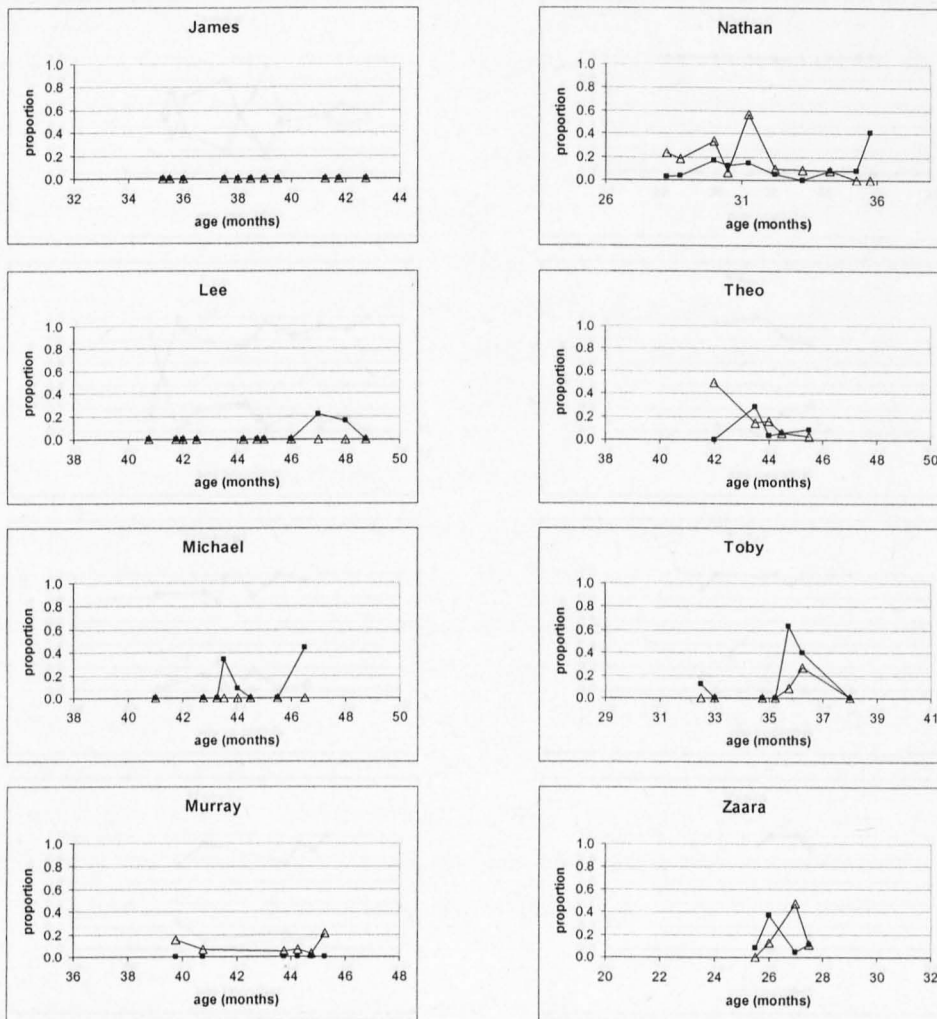 James
1.0
0.8
0.6
0.4
0.2
0.0
proportion
32 34 36 38 40 42 44
age (months)
Nathan
1.0
0.8
0.6
0.4
0.2
0.0
proportion
26 31 36
age (months)
Lee
1.0
0.8
0.6
0.4
0.2
0.0
proportion
38 40 42 44 46 48 50
age (months)
Theo
1.0
0.8
0.6
0.4
0.2
0.0
proportion
38 40 42 44 46 48 50
age (months)
Michael
1.0
0.8
0.6
0.4
0.2
0.0
proportion
38 40 42 44 46 48 50
age (months)
Toby
1.0
0.8
0.6
0.4
0.2
0.0
proportion
29 31 33 35 37 39 41
age (months)
Murray
1.0
0.8
0.6
0.4
0.2
0.0
proportion
36 38 40 42 44 46 48
age (months)
Zaara
1.0
0.8
0.6
0.4
0.2
0.0
proportion
20 22 24 26 28 30 32
age (months)